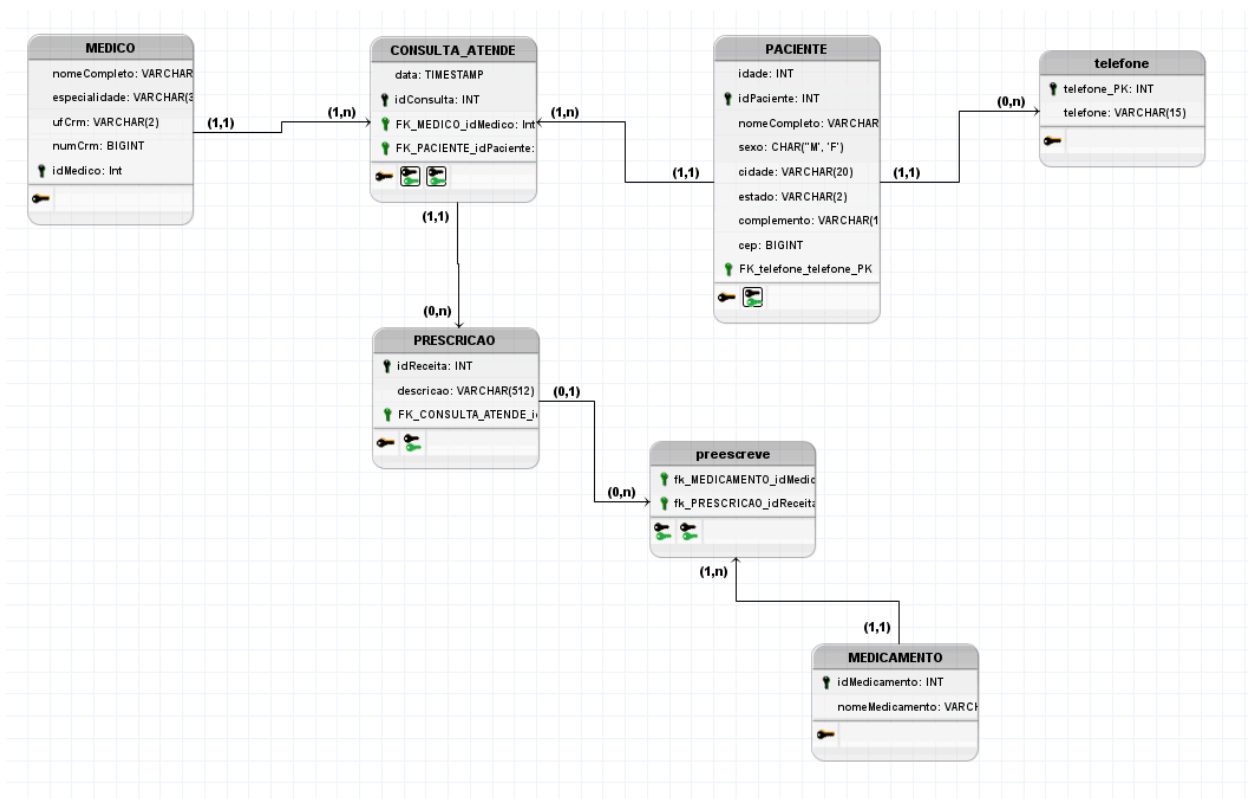 MEDICO
nomeCompleto: VARCHAR
especialidade: VARCHAR(3
ufCrm: VARCHAR(2)
numCrm: BIGINT
idMedico: Int
(1,1)
(1,n)
CONSULTA_ATENDE
data: TIMESTAMP
idConsulta: INT
FK_MEDICO_idMedico: Int
FK_PACIENTE_idPaciente:
(1,n)
(1,1)
PACIENTE
idade: INT
idPaciente: INT
nomeCompleto: VARCHAR
sexo: CHAR("M', 'F')
cidade: VARCHAR(20)
estado: VARCHAR(2)
complemento: VARCHAR(1
cep: BIGINT
FK_telefone_telefone_PK
(1,1)
(0,n)
telefone
telefone_PK: INT
telefone: VARCHAR(15)
(1,1)
(0,n)
PRESCRICAO
idReceita: INT
descricao: VARCHAR(512)
FK_CONSULTA_ATENDE_i
(0,1)
(0,n)
preescreve
fk_MEDICAMENTO_idMedic
fk_PRESCRICAO_idReceita
(1,n)
(1,1)
MEDICAMENTO
idMedicamento: INT
nomeMedicamento: VARCH